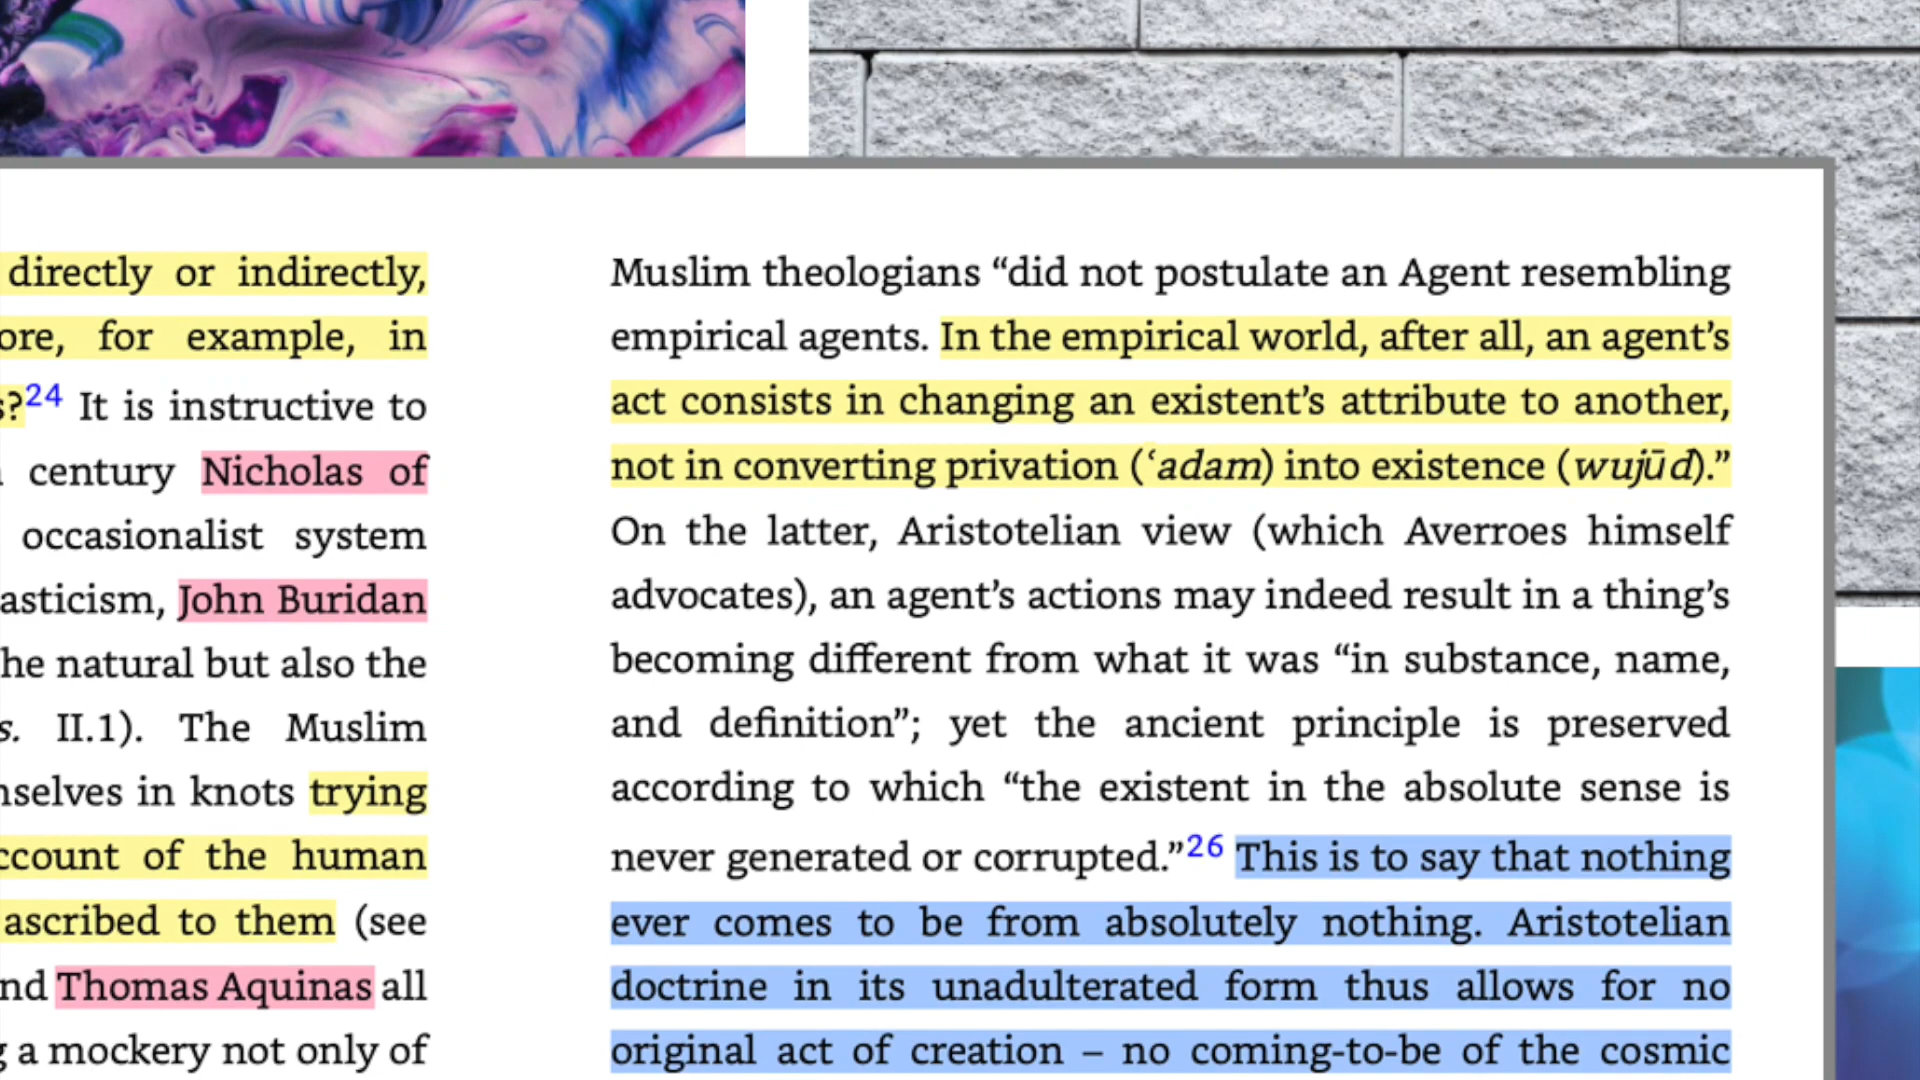 directly or indirectly,
for example, in
?24 It is instructive to
century Nicholas of
occasionalist system
John Buridan
the natural but also the
II.1). The Muslim
in knots trying
of the human
ascribed to them (see
Thomas Aquinas all
a mockery not only of
Muslim theologians “did not postulate an Agent resembling
empirical agents. In the empirical world, after all, an agent’s
act consists in changing an existent’s attribute to another,
not in converting privation (ʿadam) into existence (wujūd).”
On the latter, Aristotelian view (which Averroes himself
advocates), an agent’s actions may indeed result in a thing’s
becoming different from what it was “in substance, name,
and definition”; yet the ancient principle is preserved
according to which “the existent in the absolute sense is
never generated or corrupted.”26 This is to say that nothing
ever comes to be from absolutely nothing. Aristotelian
doctrine in its unadulterated form thus allows for no
original act of creation – no coming-to-be of the cosmic